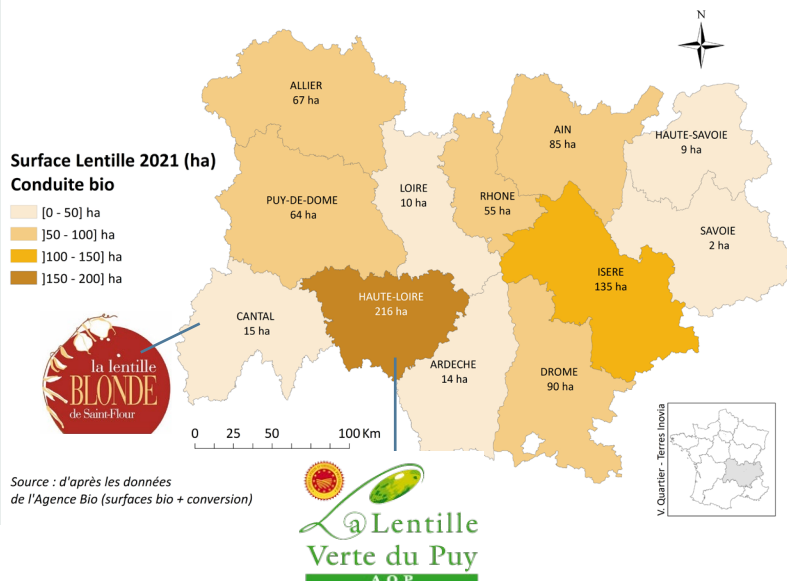 N
ALLIER
67 ha
AIN
85 ha
HAUTE-SAVOIE
9 ha
Surface Lentille 2021 (ha)
Conduite bio
[0 - 50] ha
]50 - 100] ha
]100 - 150] ha
]150 - 200] ha
PUY-DE-DOME
64 ha
LOIRE
10 ha
RHONE
55 ha
SAVOIE
2 ha
ISERE
135 ha
HAUTE-LOIRE
216 ha
CANTAL
15 ha
ARDECHE
14 ha
DROME
90 ha
la lentille
BLONDE
de Saint-Flour
0 25 50 100 Km
Source : d'après les données
de l'Agence Bio (surfaces bio + conversion)
V. Quartier - Terres Inovia
La Lentille
Verte du Puy
A.O.P